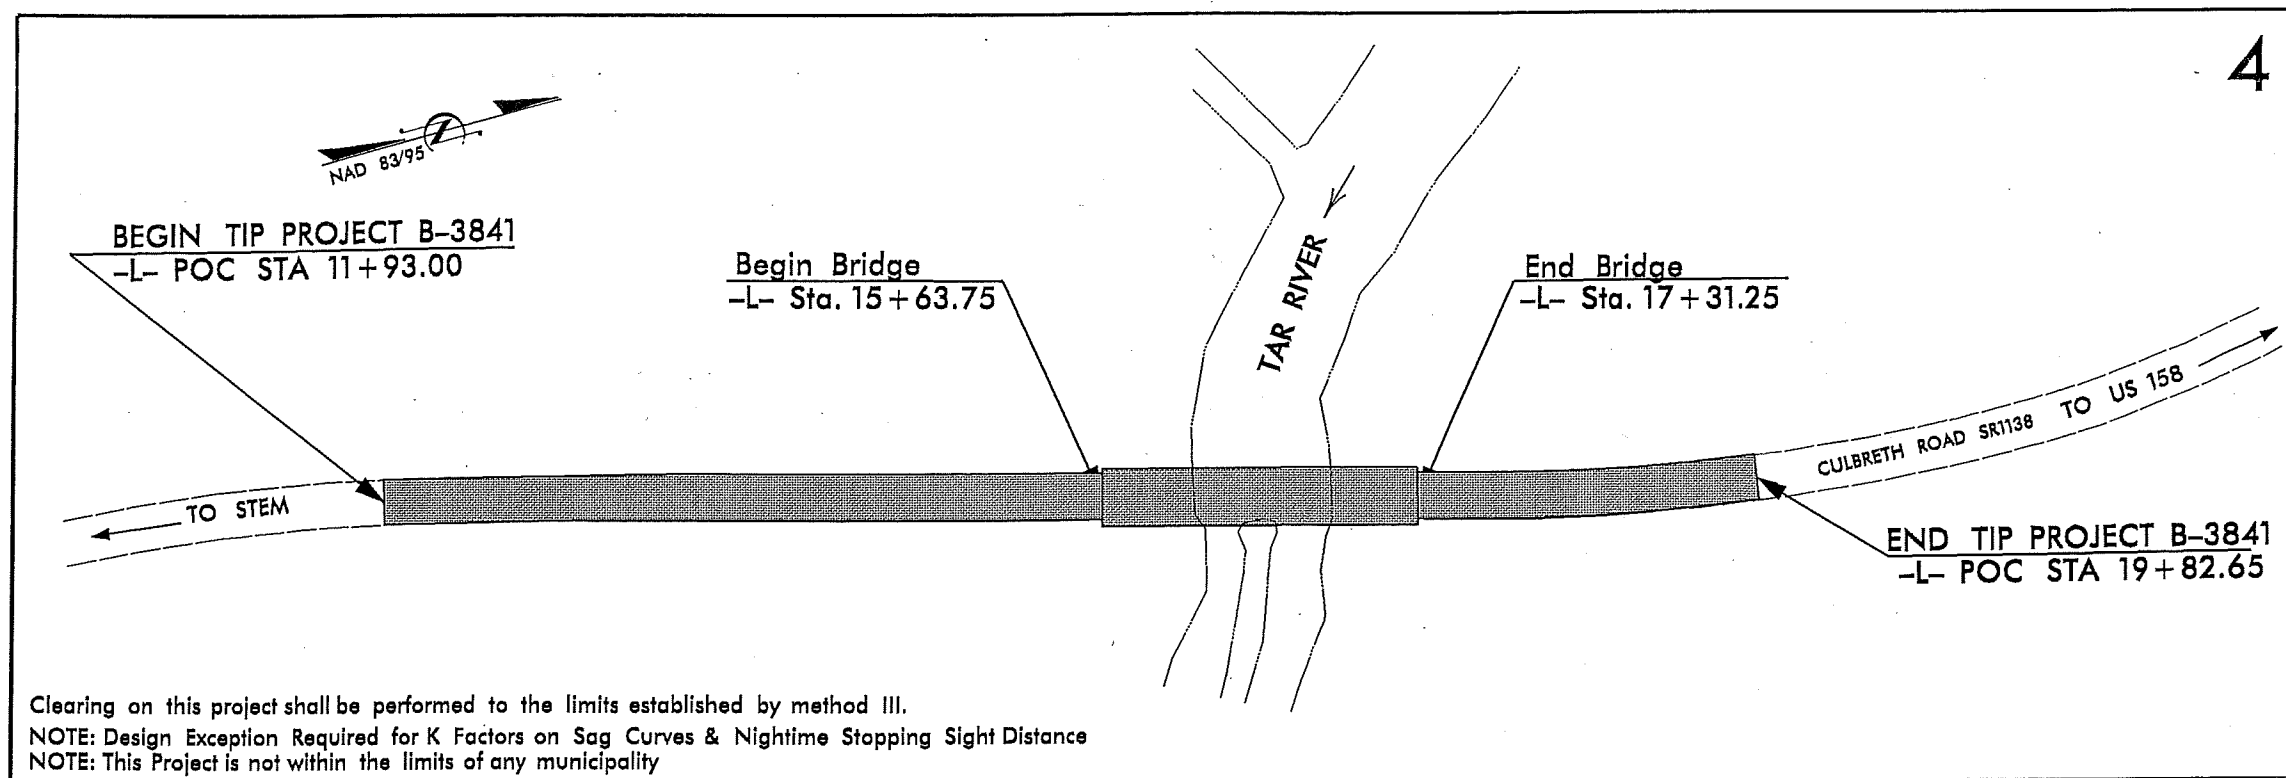 4
NAD 83/95
BEGIN TIP PROJECT B-3841
-L- POC STA 11+93.00
Begin Bridge
-L- Sta. 15+63.75
TAR RIVER
End Bridge
-L- Sta. 17+31.25
TO STEM
CULBRETH ROAD SR1138 TO US 158
END TIP PROJECT B-3841
-L- POC STA 19+82.65
Clearing on this project shall be performed to the limits established by method III.
NOTE: Design Exception Required for K Factors on Sag Curves & Nightime Stopping Sight Distance
NOTE: This Project is not within the limits of any municipality